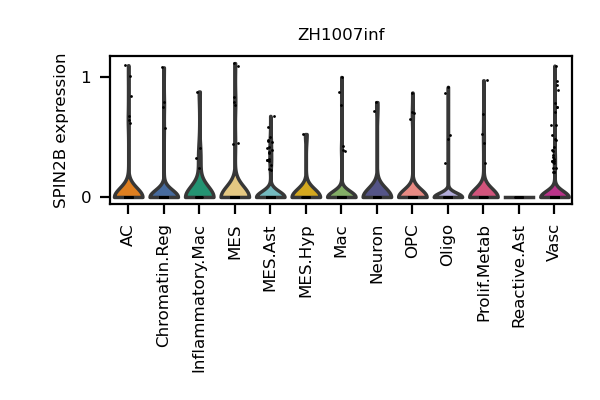 ZH1007inf
SPIN2B expression
1
0
AC
Chromatin.Reg
Inflammatory.Mac
MES
MES.Ast
MES.Hyp
Mac
Neuron
OPC
Oligo
Prolif.Metab
Reactive.Ast
Vasc